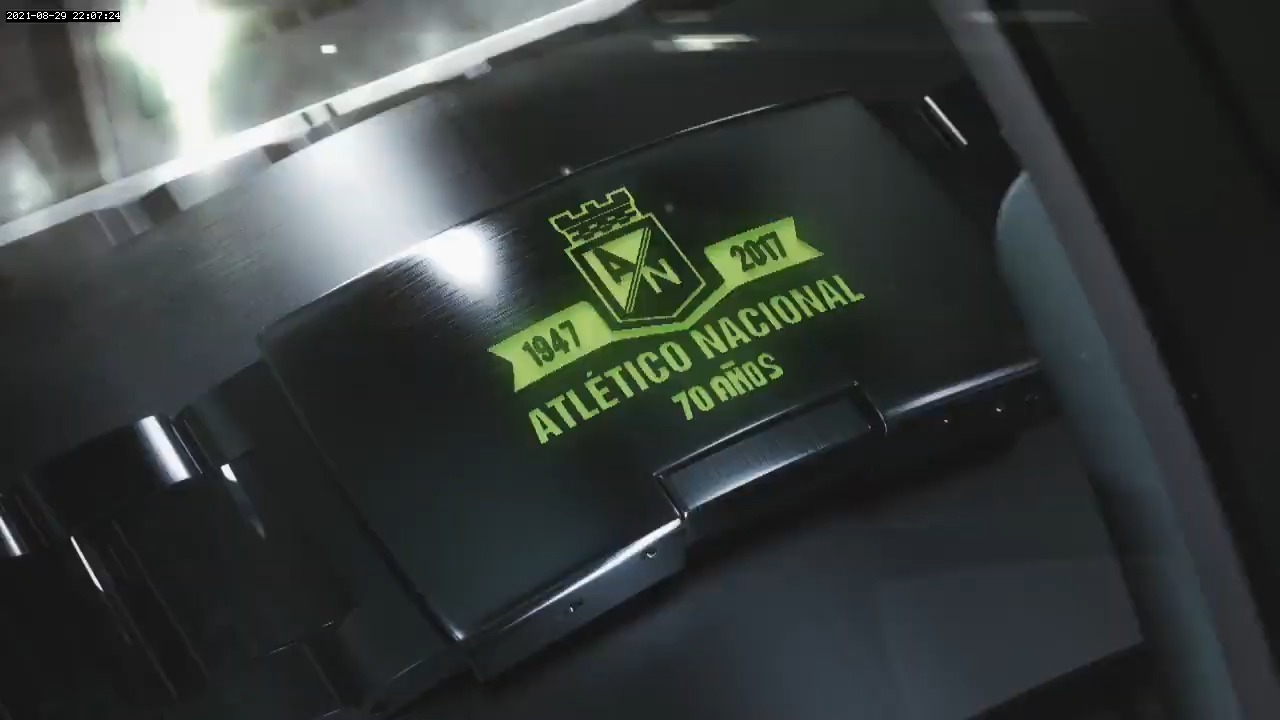 2021-08-29 22:07:24
AN
1947
2017
ATLÉTICO NACIONAL
70 AÑOS